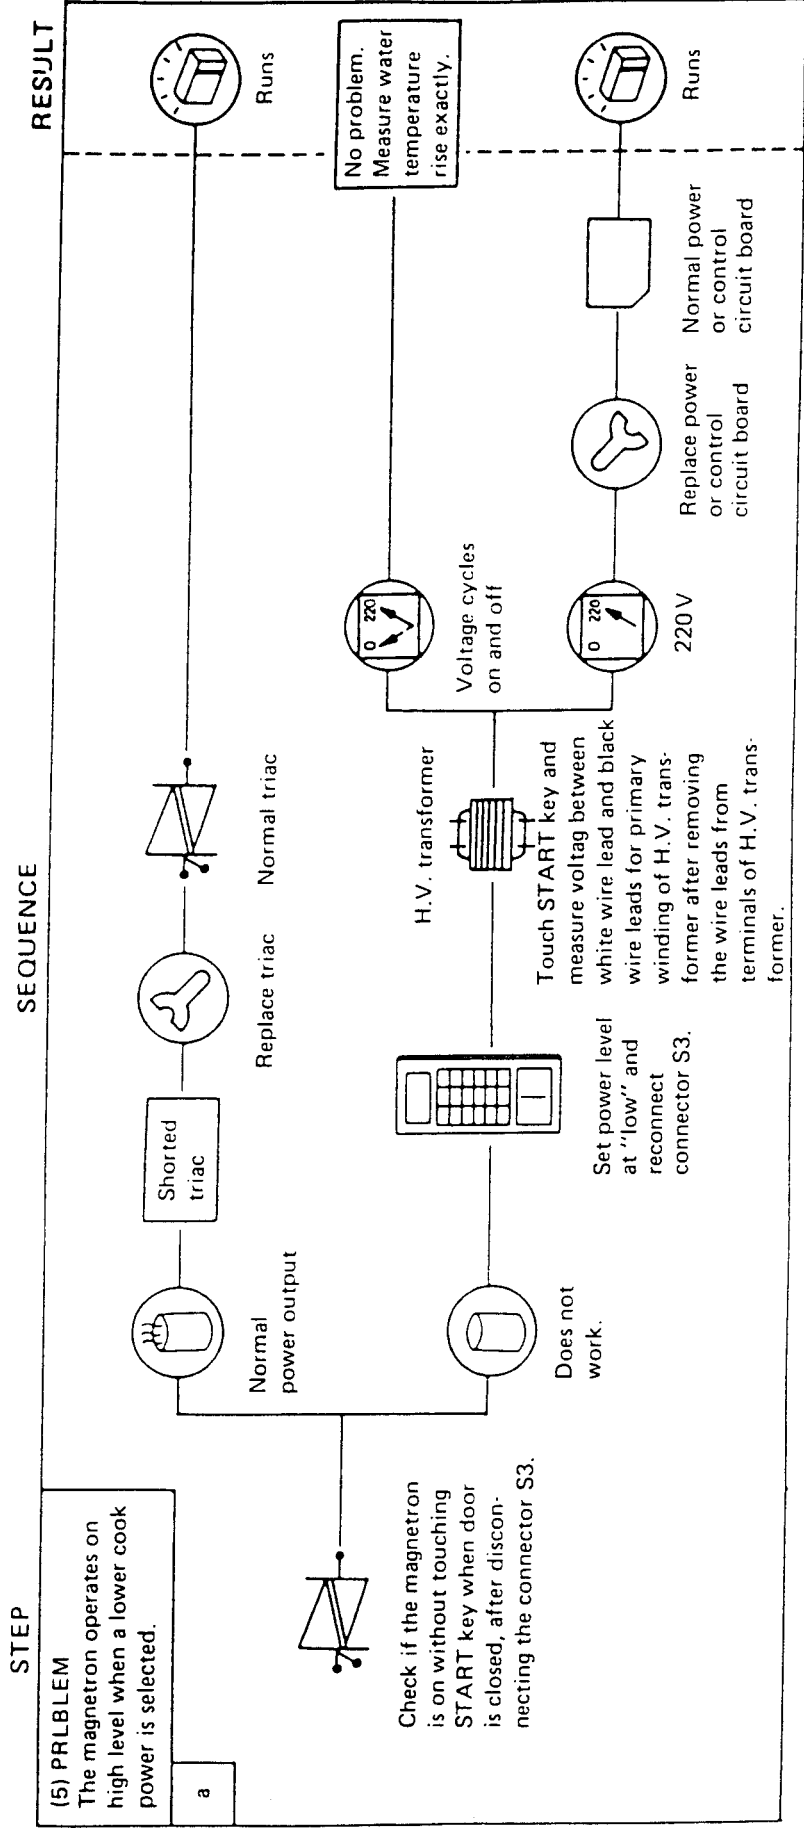 STEP
SEQUENCE
RESULT
(5) PRLBLEM
The magnetron operates on
high level when a lower cook
power is selected.
a
Check if the magnetron
is on without touching
START key when door
is closed, after discon-
necting the connector S3.
Normal
power output
Shorted
triac
Replace triac
Normal triac
Runs
Does not
work.
Set power level
at "low" and
reconnect
connector S3.
H.V. transformer
Touch START key and
measure voltag between
white wire lead and black
wire leads for primary
winding of H.V. trans-
former after removing
the wire leads from
terminals of H.V. trans-
former.
0 220
Voltage cycles
on and off
No problem.
Measure water
temperature
rise exactly.
0 220
220 V
Replace power
or control
circuit board
Normal power
or control
circuit board
Runs